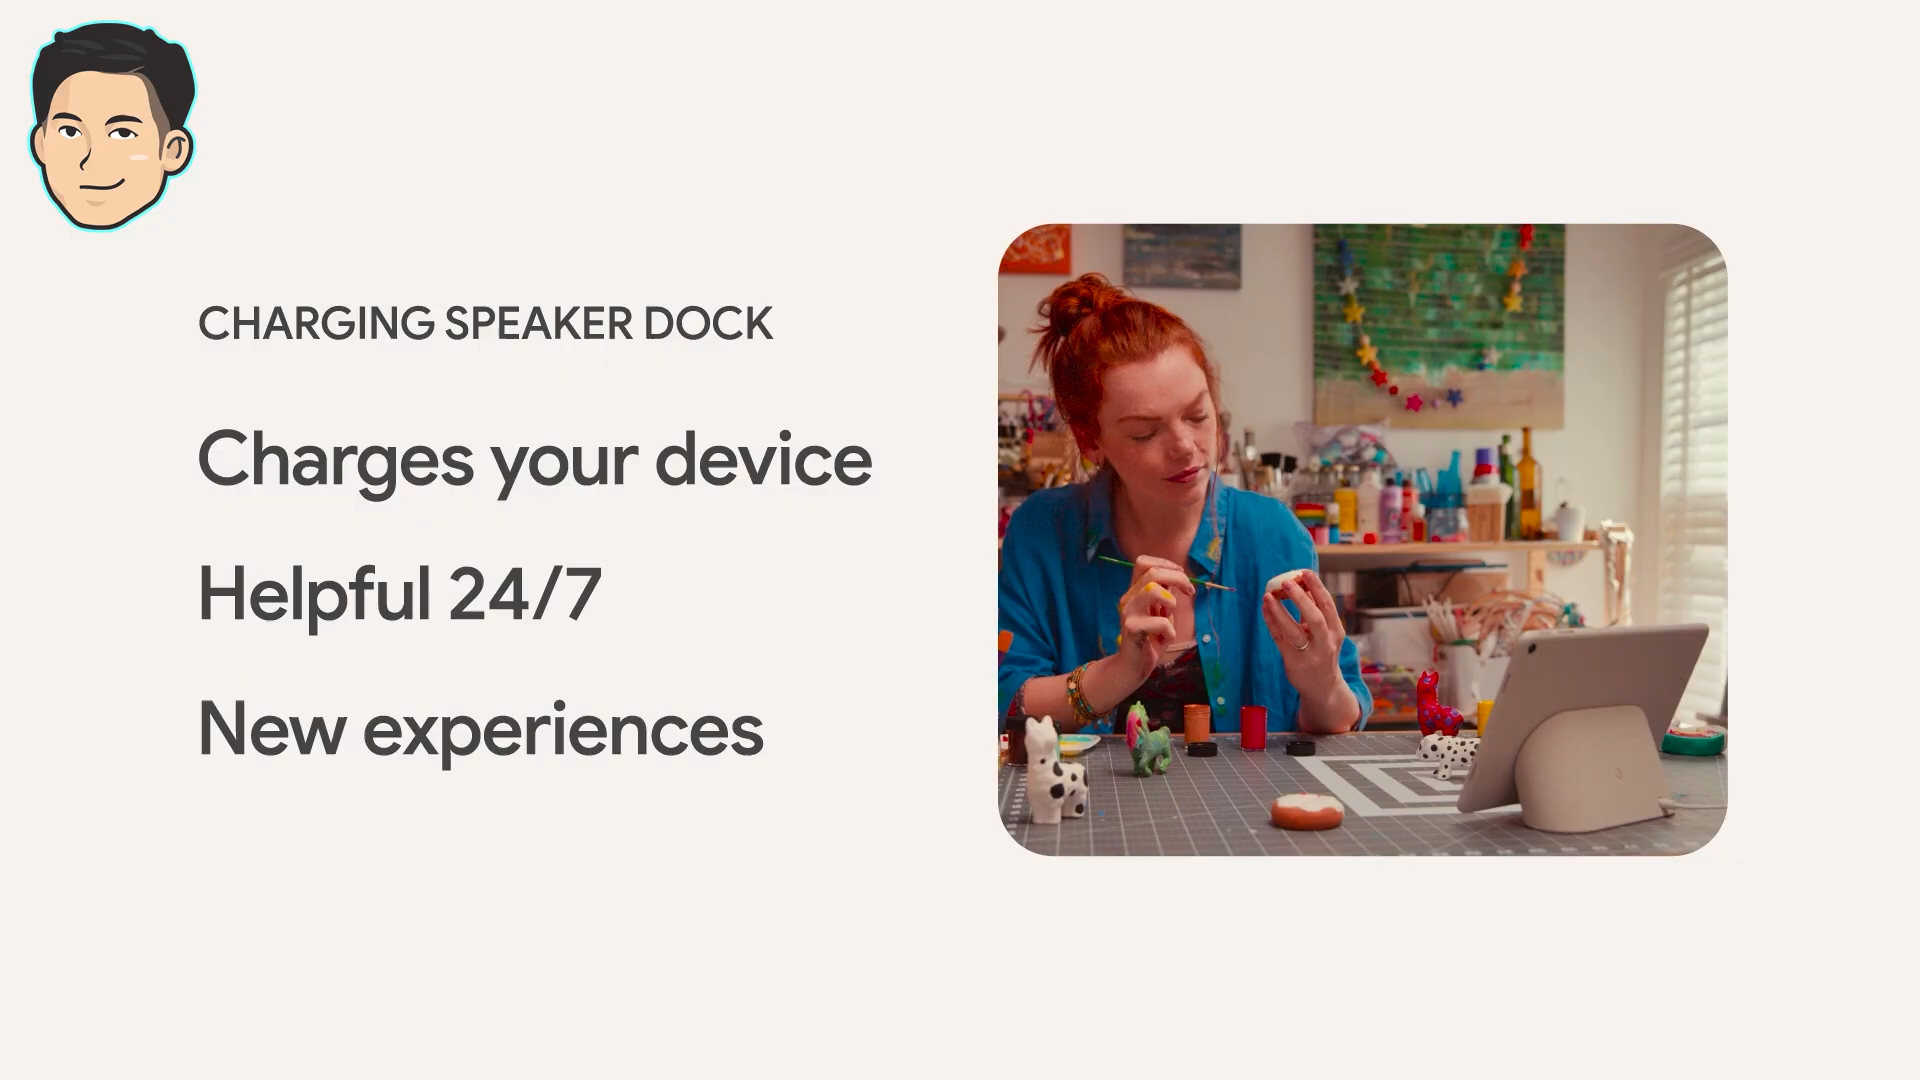 CHARGING SPEAKER DOCK
Charges your device
Helpful 24/7
New experiences